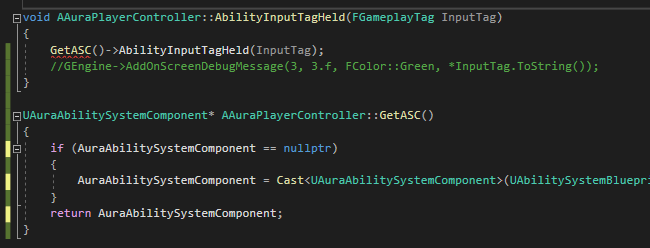 void AAuraPlayerController::AbilityInputTagHeld(FGameplayTag InputTag)
{
GetASC()->AbilityInputTagHeld(InputTag);
//GEngine->AddOnScreenDebugMessage(3, 3.f, FColor::Green, *InputTag.ToString());
}
UAuraAbilitySystemComponent* AAuraPlayerController::GetASC()
{
if (AuraAbilitySystemComponent == nullptr)
{
AuraAbilitySystemComponent = Cast<UAuraAbilitySystemComponent>(UAbilitySystemBluepri
}
return AuraAbilitySystemComponent;
}